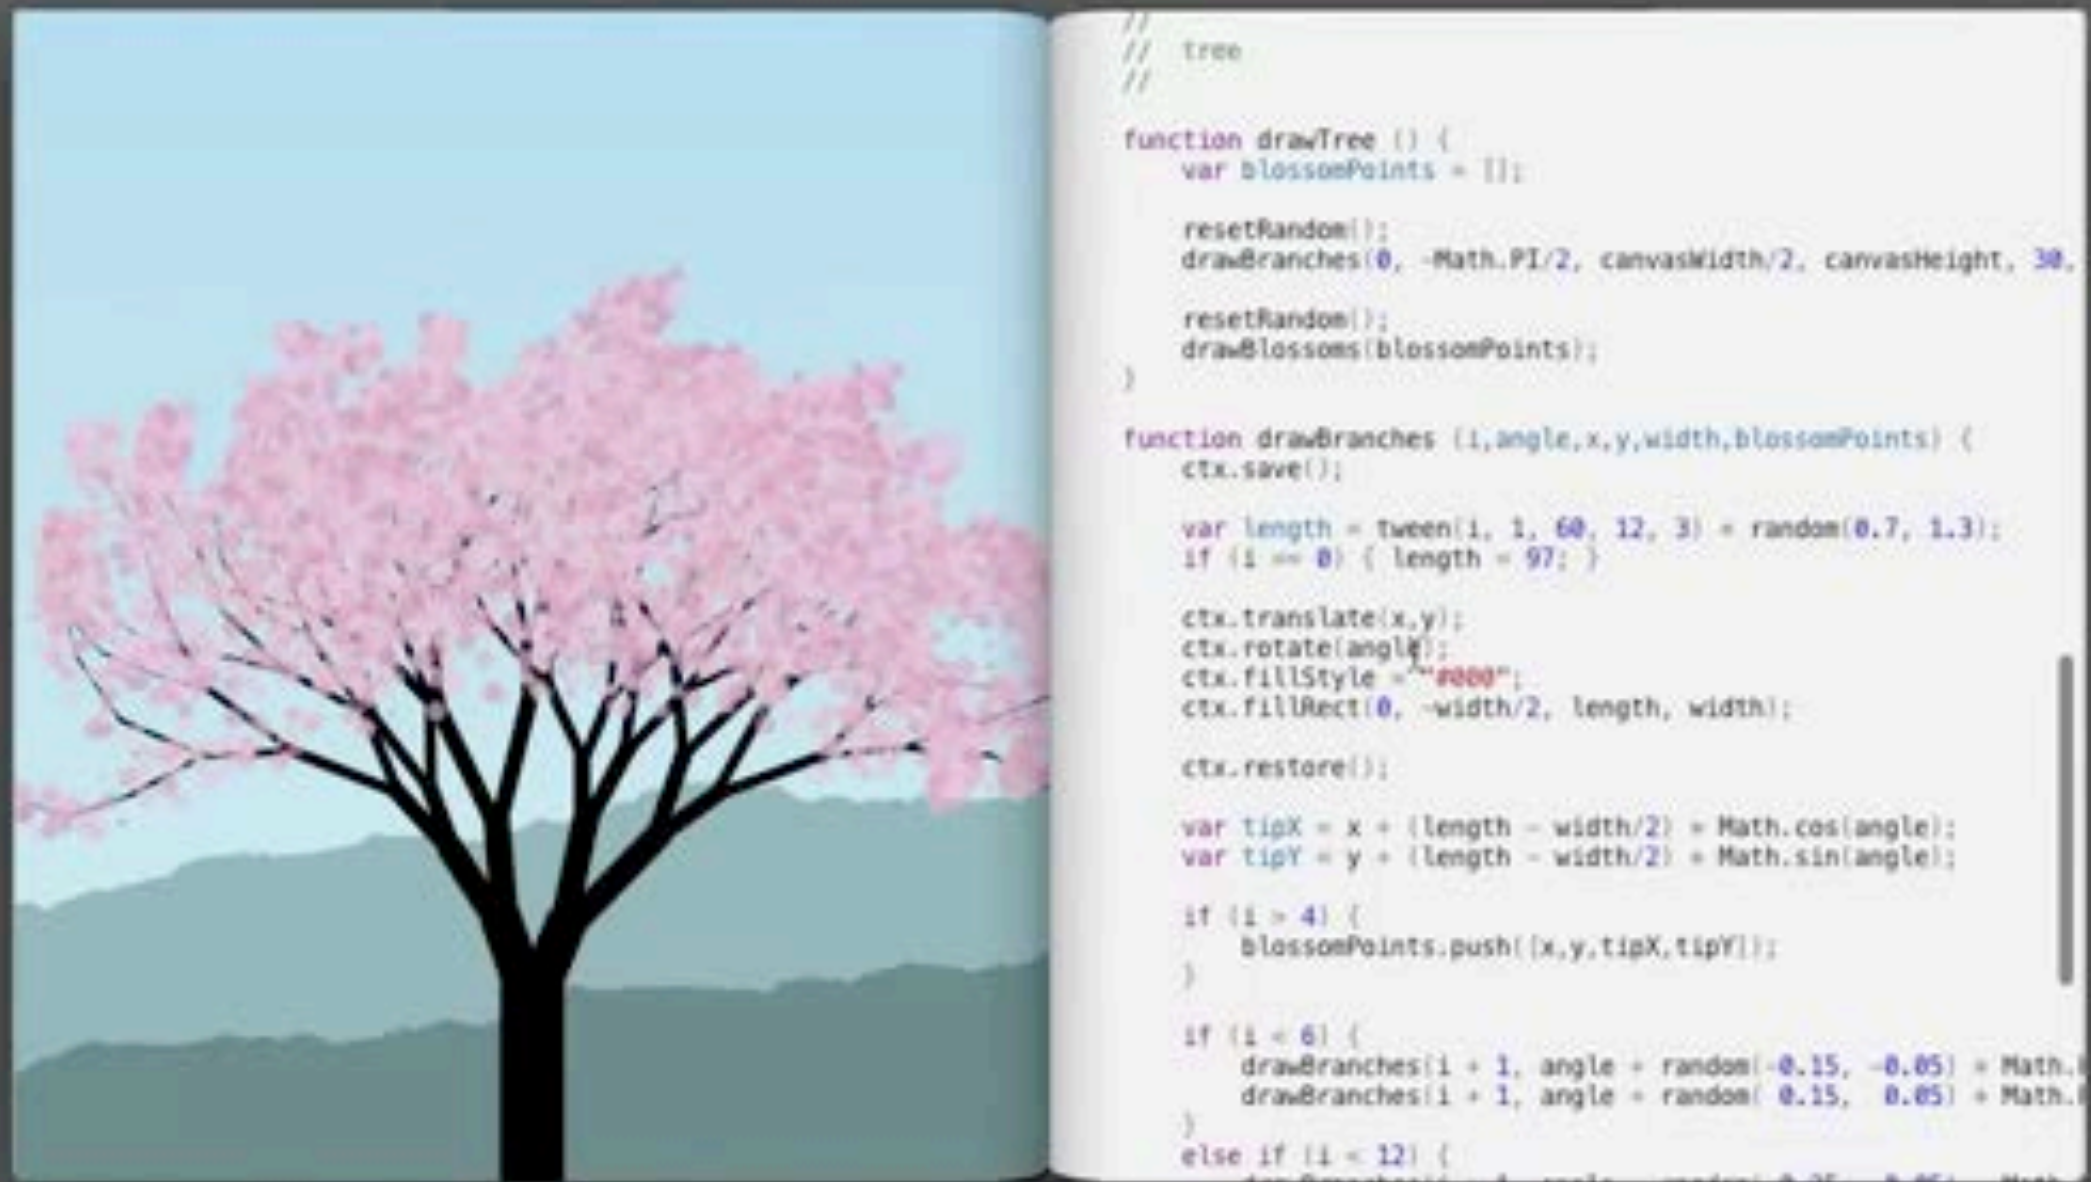 //
// tree
//
function drawTree () {
var blossomPoints = [];
resetRandom();
drawBranches(0, -Math.PI/2, canvasWidth/2, canvasHeight, 30,
resetRandom();
drawBlossoms(blossomPoints);
}
function drawBranches (i,angle,x,y,width,blossomPoints) {
ctx.save();
var length = tween(i, 1, 60, 12, 3) * random(0.7, 1.3);
if (i == 0) { length = 97; }
ctx.translate(x,y);
ctx.rotate(angle);
ctx.fillStyle = "#000";
ctx.fillRect(0, -width/2, length, width);
ctx.restore();
var tipX = x + (length - width/2) * Math.cos(angle);
var tipY = y + (length - width/2) * Math.sin(angle);
if (i > 4) {
blossomPoints.push([x,y,tipX,tipY]);
}
if (i < 6) {
drawBranches(i + 1, angle + random(-0.15, -0.05) * Math.
drawBranches(i + 1, angle + random( 0.15,  0.05) * Math.
}
else if (i < 12) {